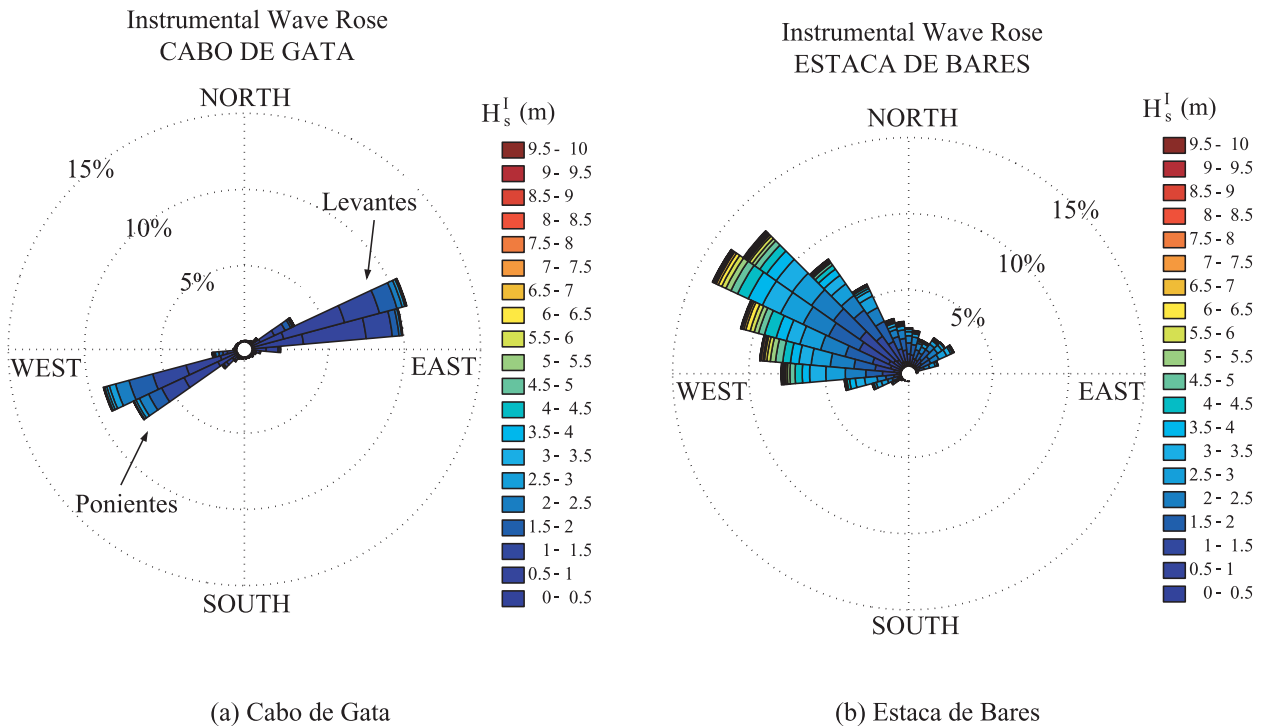 Instrumental Wave Rose
CABO DE GATA
NORTH
15%
10%
5%
Levantes
WEST
EAST
Ponientes
SOUTH
H_s^I (m)
9.5 - 10
9 - 9.5
8.5 - 9
8 - 8.5
7.5 - 8
7 - 7.5
6.5 - 7
6 - 6.5
5.5 - 6
5 - 5.5
4.5 - 5
4 - 4.5
3.5 - 4
3 - 3.5
2.5 - 3
2 - 2.5
1.5 - 2
1 - 1.5
0.5 - 1
0 - 0.5
(a) Cabo de Gata
Instrumental Wave Rose
ESTACA DE BARES
NORTH
15%
10%
5%
WEST
EAST
SOUTH
H_s^I (m)
9.5 - 10
9 - 9.5
8.5 - 9
8 - 8.5
7.5 - 8
7 - 7.5
6.5 - 7
6 - 6.5
5.5 - 6
5 - 5.5
4.5 - 5
4 - 4.5
3.5 - 4
3 - 3.5
2.5 - 3
2 - 2.5
1.5 - 2
1 - 1.5
0.5 - 1
0 - 0.5
(b) Estaca de Bares